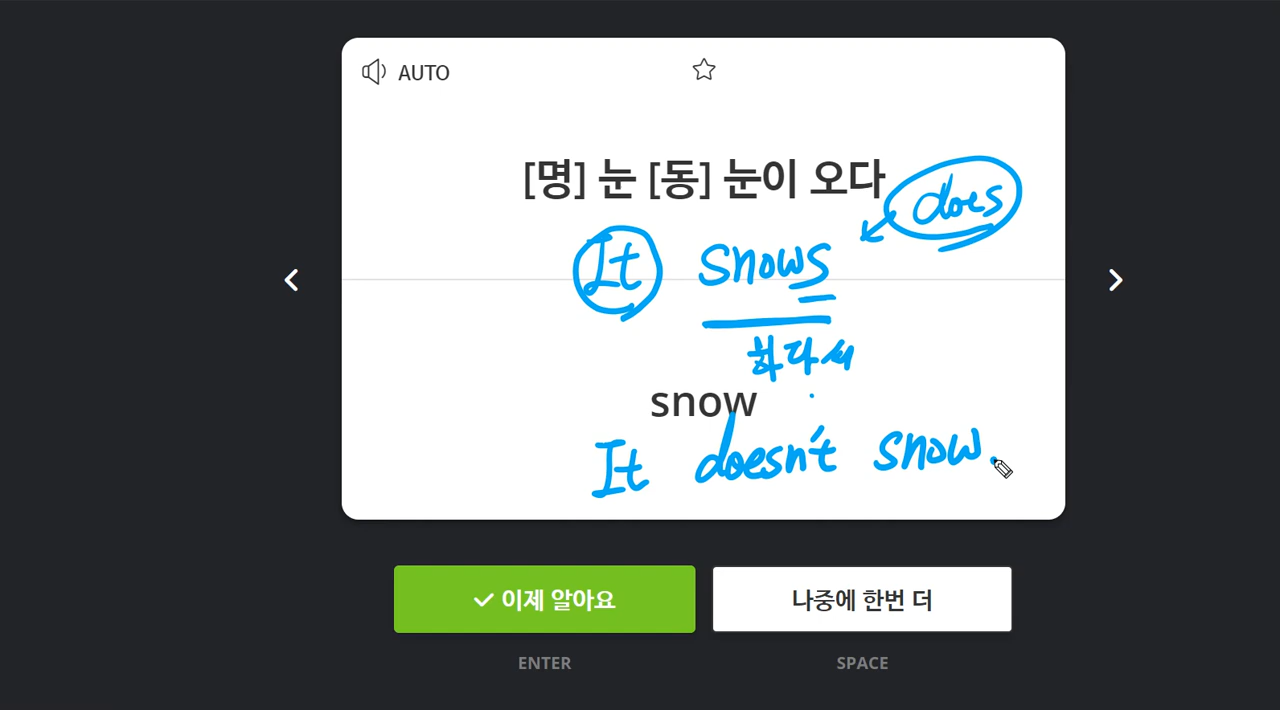 AUTO
[명] 눈 [동] 눈이 오다
does
It snows
하다써
snow
It doesn't snow.
이제 알아요
나중에 한번 더
ENTER
SPACE